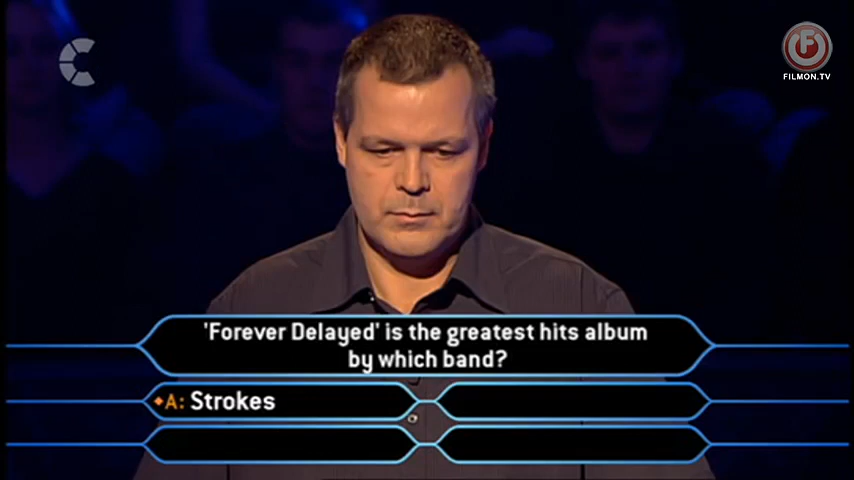 FILMON.TV
'Forever Delayed' is the greatest hits album
by which band?
A: Strokes